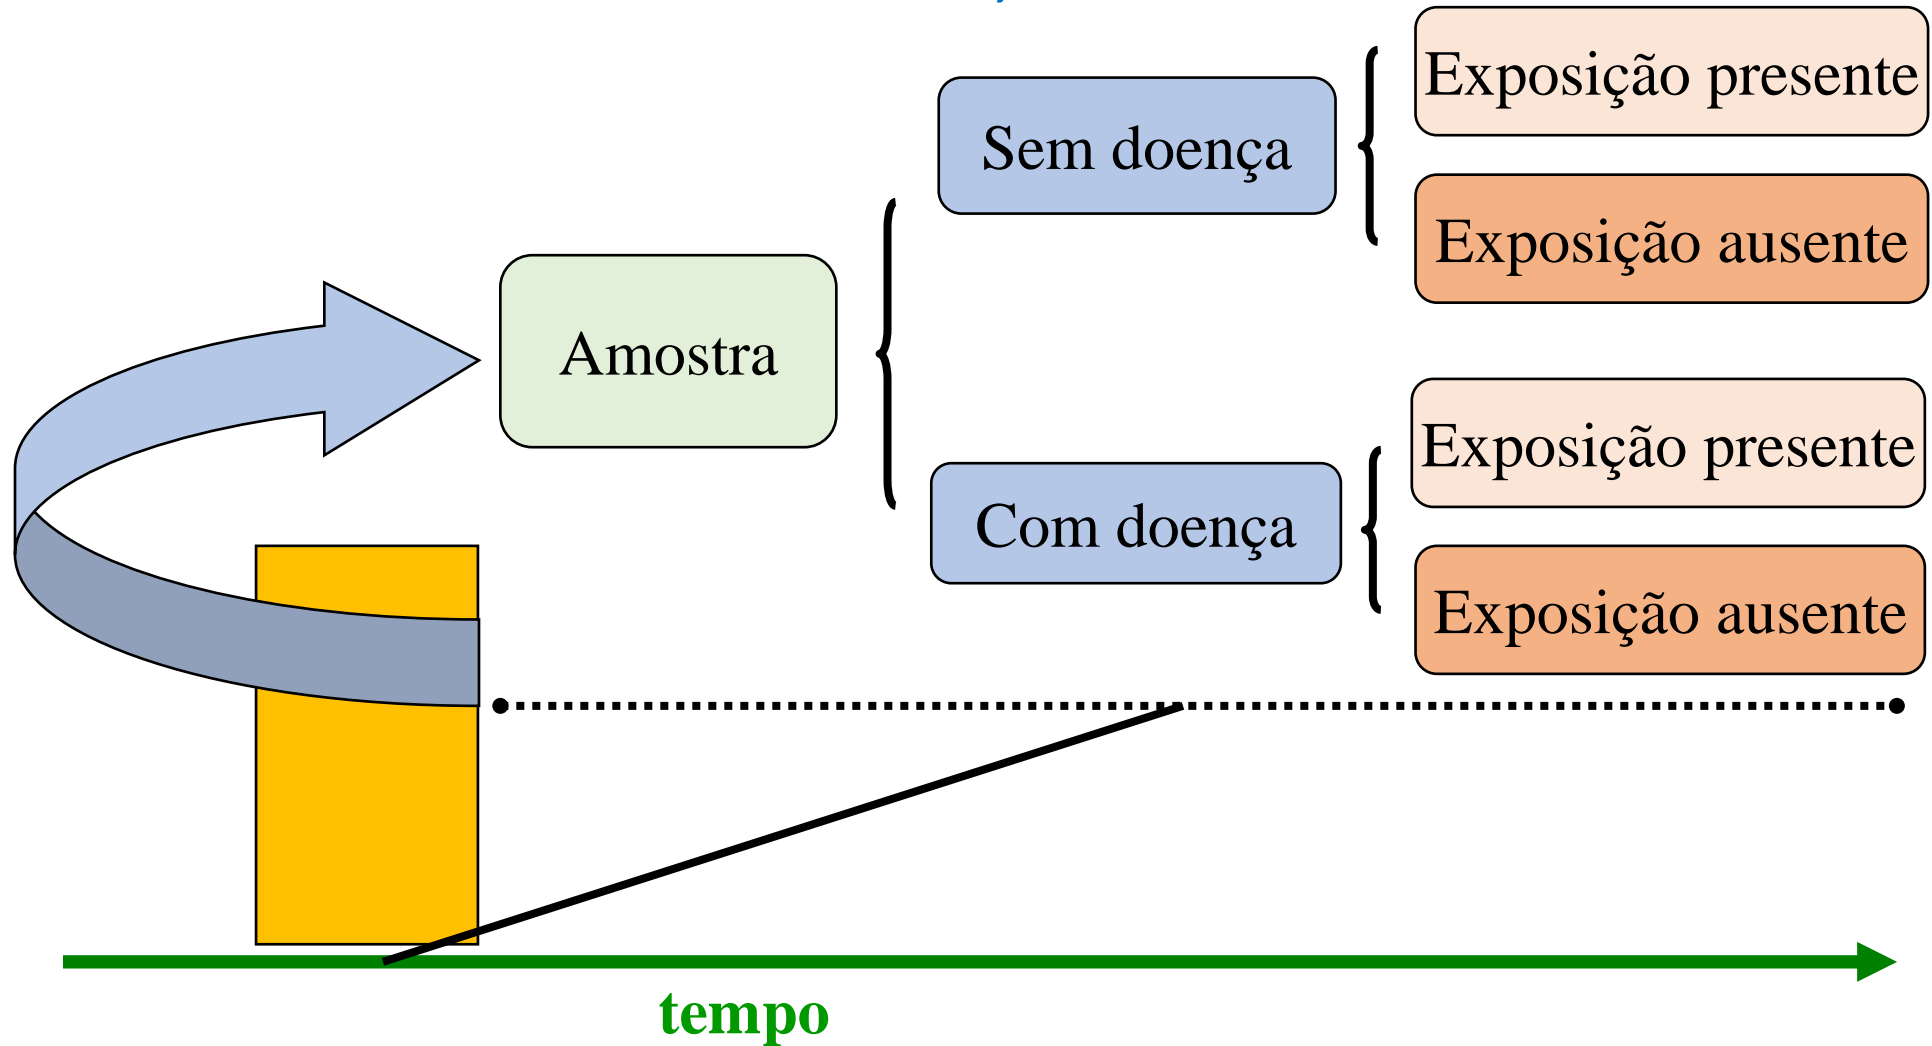 Exposição presente
Sem doença
Exposição ausente
Amostra
Exposição presente
Com doença
Exposição ausente
tempo